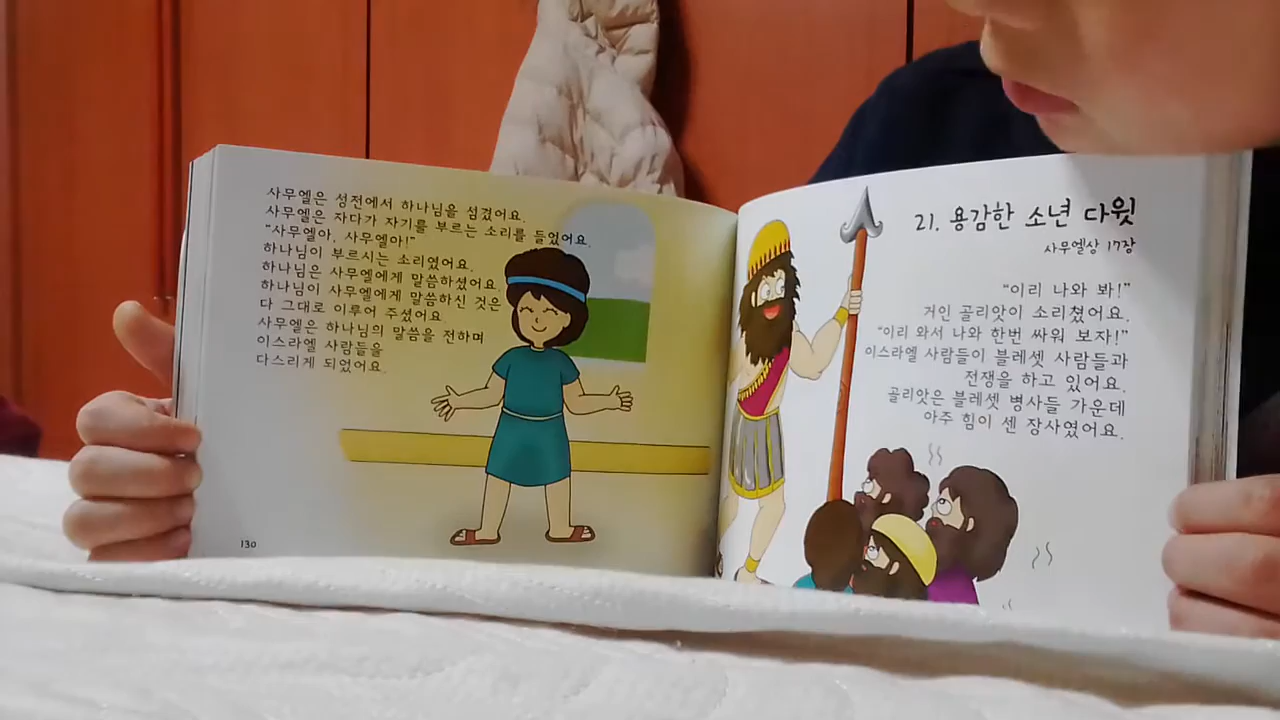 사무엘은 성전에서 하나님을 섬겼어요.
사무엘은 자다가 자기를 부르는 소리를 들었어요.
“사무엘아, 사무엘아!”
하나님이 부르시는 소리였어요.
하나님은 사무엘에게 말씀하셨어요.
하나님이 사무엘에게 말씀하신 것은
다 그대로 이루어 주셨어요.
사무엘은 하나님의 말씀을 전하며
이스라엘 사람들을
다스리게 되었어요.
130
21. 용감한 소년 다윗
사무엘상 17장
“이리 나와 봐!”
거인 골리앗이 소리쳤어요.
“이리 와서 나와 한번 싸워 보자!”
이스라엘 사람들이 블레셋 사람들과
전쟁을 하고 있어요.
골리앗은 블레셋 병사들 가운데
아주 힘이 센 장사였어요.